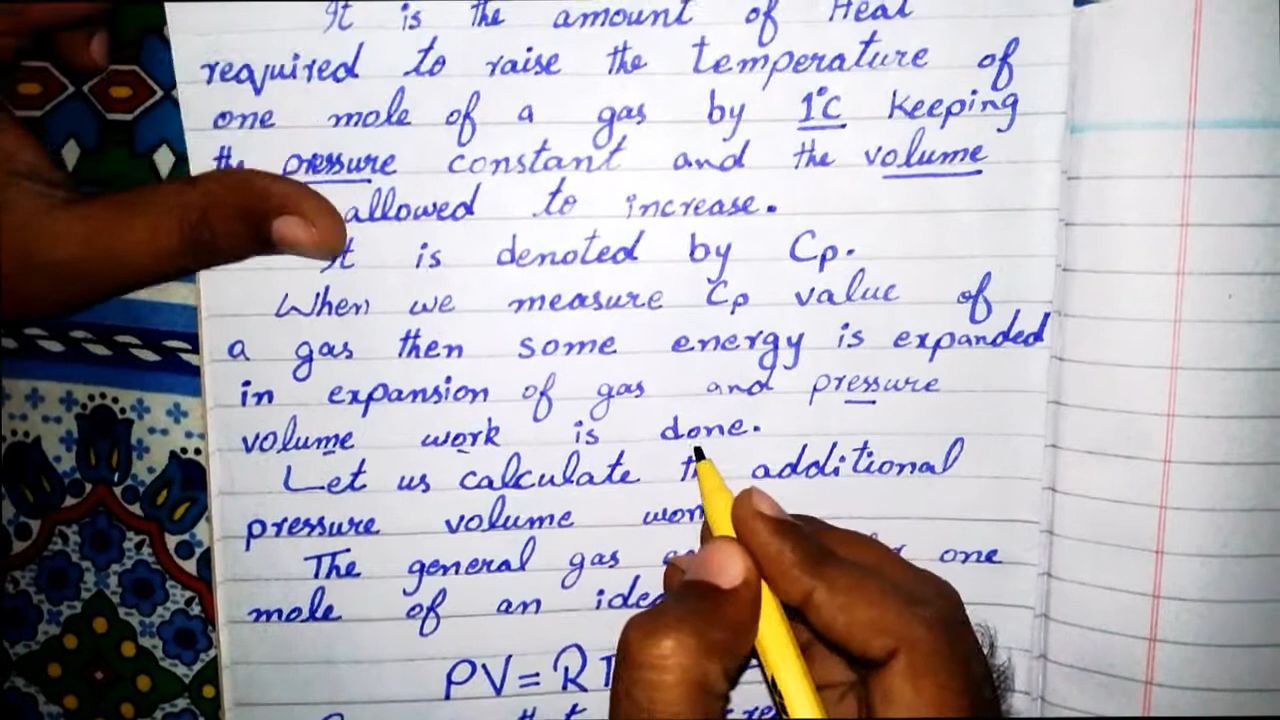 It is the amount of Heat
required to raise the temperature of
one mole of a gas by 1°C keeping
the pressure constant and the volume
allowed to increase.
It is denoted by Cp.
When we measure Cp value of
a gas then some energy is expanded
in expansion of gas and pressure
volume work is done.
Let us calculate additional
pressure volume
The general gas one
mole of an
PV = RT